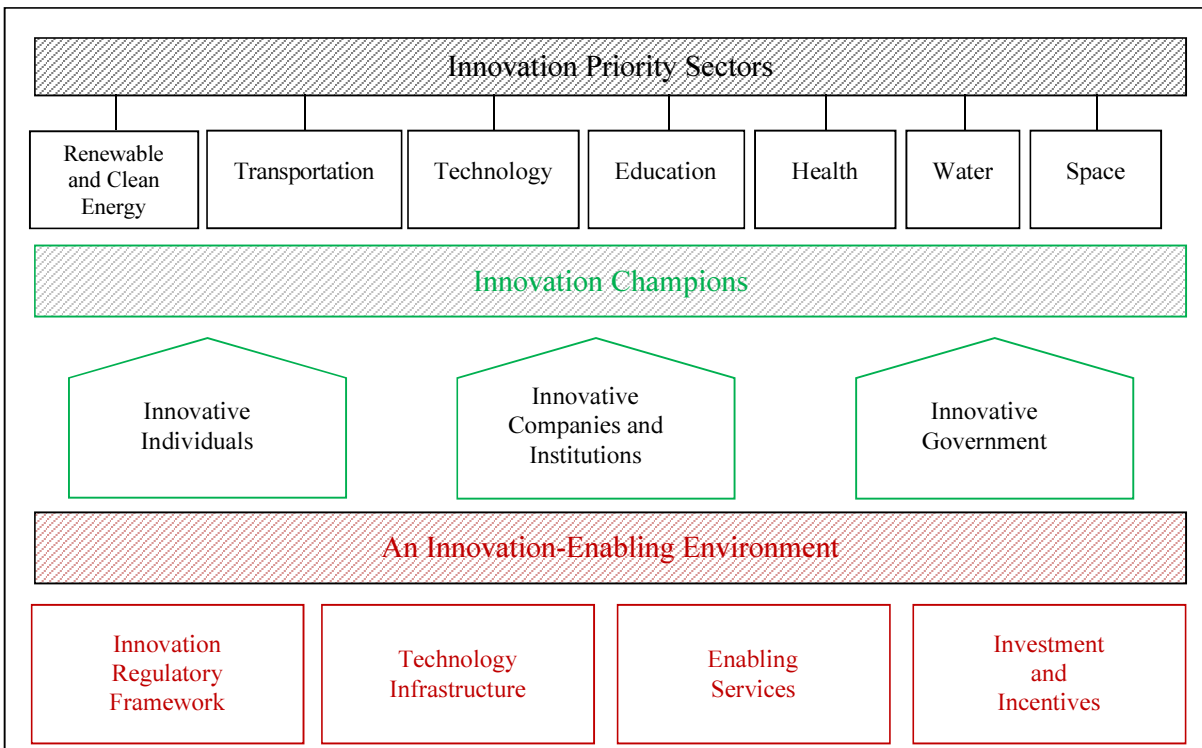 Innovation Priority Sectors
Renewable
and Clean
Energy
Transportation
Technology
Education
Health
Water
Space
Innovation Champions
Innovative
Individuals
Innovative
Companies and
Institutions
Innovative
Government
An Innovation-Enabling Environment
Innovation
Regulatory
Framework
Technology
Infrastructure
Enabling
Services
Investment
and
Incentives